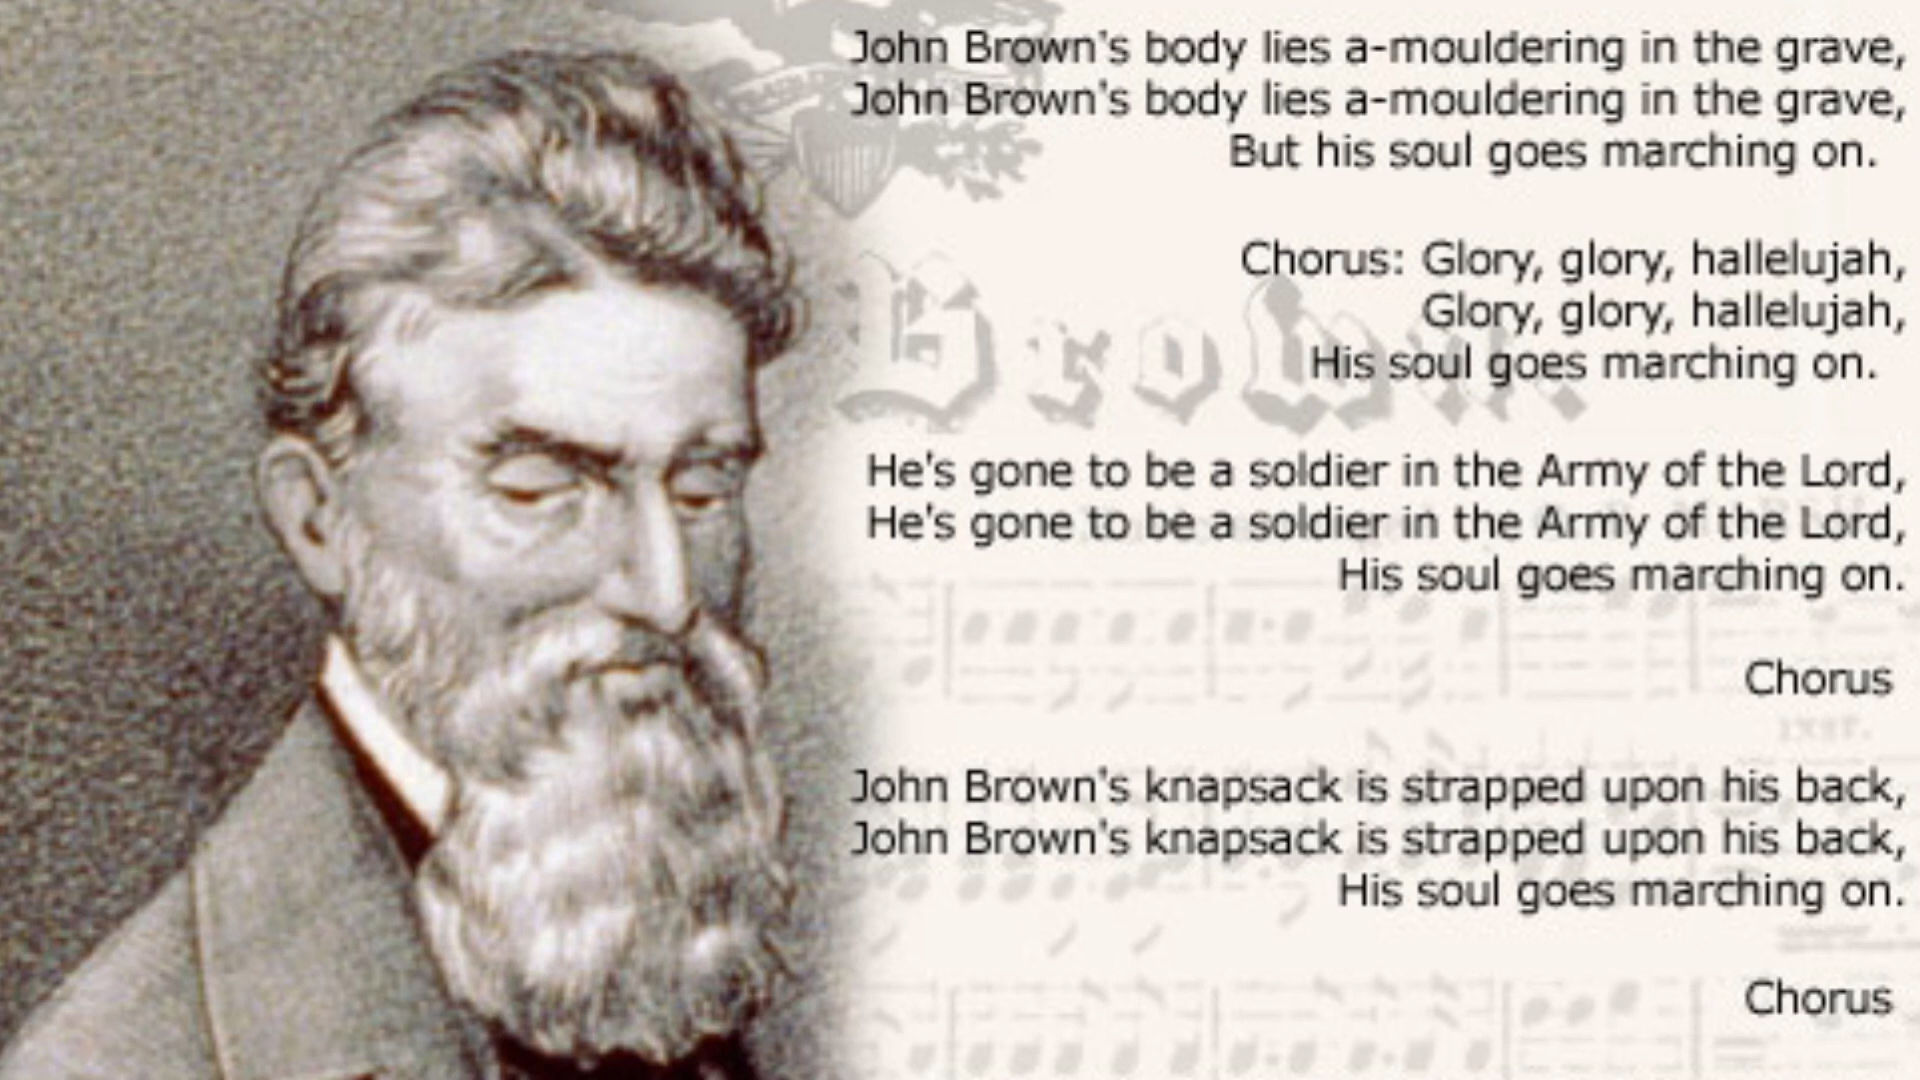 John Brown's body lies a-mouldering in the grave,
John Brown's body lies a-mouldering in the grave,
But his soul goes marching on.
Chorus: Glory, glory, hallelujah,
Glory, glory, hallelujah,
His soul goes marching on.
Brown
He's gone to be a soldier in the Army of the Lord,
He's gone to be a soldier in the Army of the Lord,
His soul goes marching on.
Chorus
INST.
John Brown's knapsack is strapped upon his back,
John Brown's knapsack is strapped upon his back,
His soul goes marching on.
Chorus